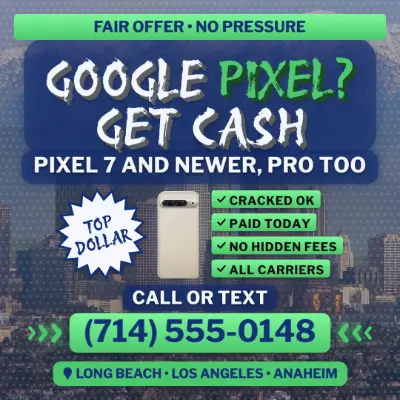 FAIR OFFER • NO PRESSURE
GOOGLE PIXEL?
GET CASH
PIXEL 7 AND NEWER, PRO TOO
TOP
DOLLAR
✓ CRACKED OK
✓ PAID TODAY
✓ NO HIDDEN FEES
✓ ALL CARRIERS
CALL OR TEXT
(714) 555-0148
LONG BEACH • LOS ANGELES • ANAHEIM